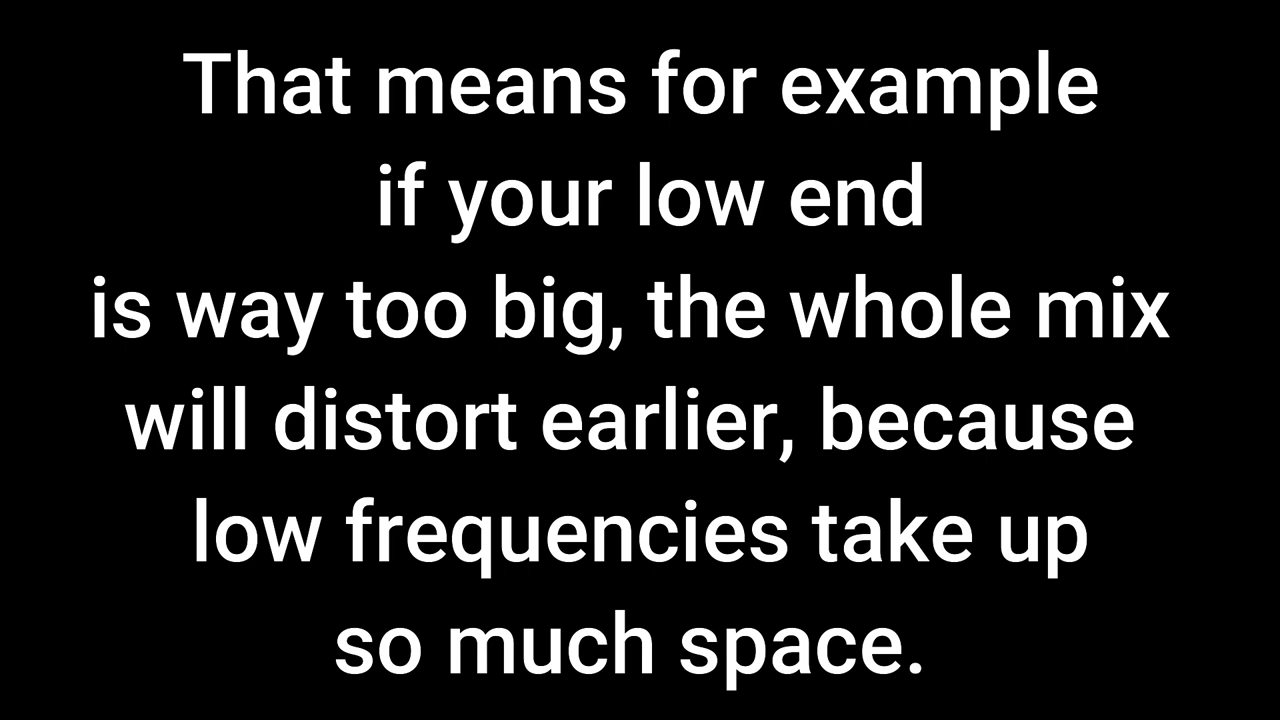 That means for example
if your low end
is way too big, the whole mix
will distort earlier, because
low frequencies take up
so much space.